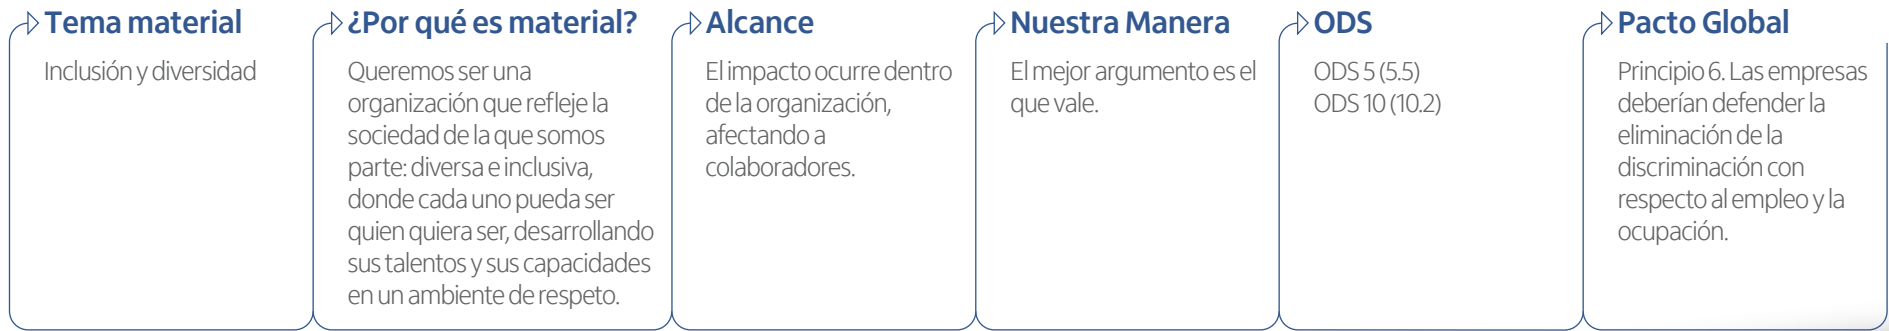 Tema material
Inclusión y diversidad
¿Por qué es material?
Queremos ser una
organización que refleje la
sociedad de la que somos
parte: diversa e inclusiva,
donde cada uno pueda ser
quien quiera ser, desarrollando
sus talentos y sus capacidades
en un ambiente de respeto.
Alcance
El impacto ocurre dentro
de la organización,
afectando a
colaboradores.
Nuestra Manera
El mejor argumento es el
que vale.
ODS
ODS 5 (5.5)
ODS 10 (10.2)
Pacto Global
Principio 6. Las empresas
deberían defender la
eliminación de la
discriminación con
respecto al empleo y la
ocupación.